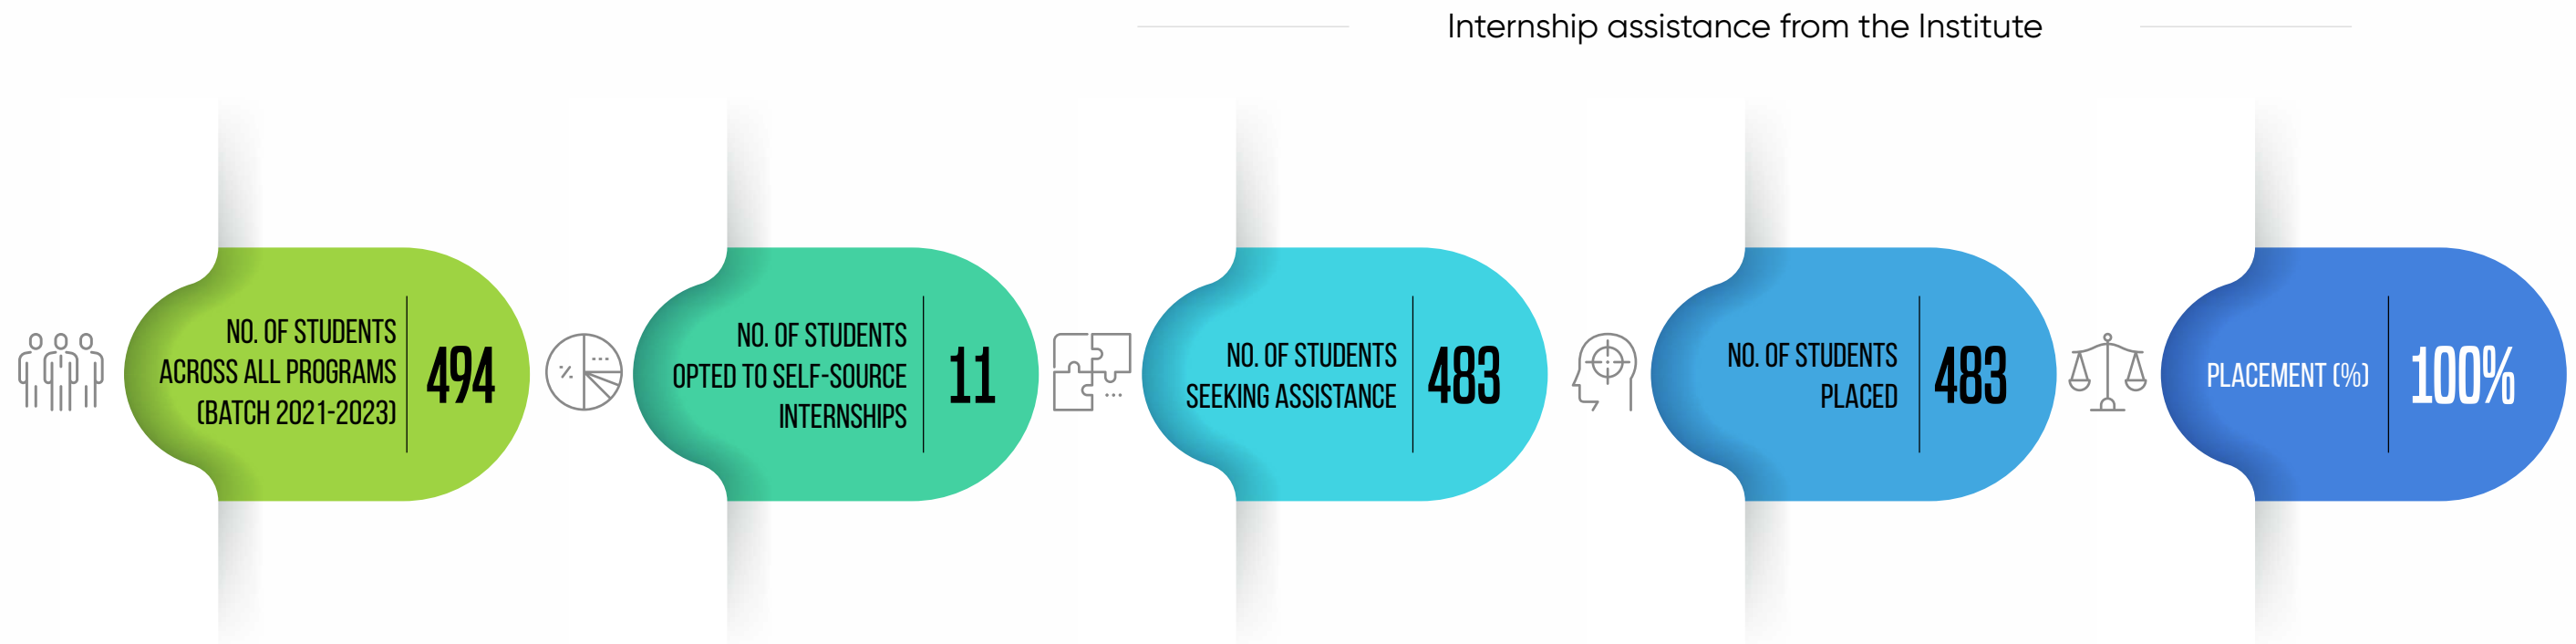 Internship assistance from the Institute
NO. OF STUDENTS
ACROSS ALL PROGRAMS
(BATCH 2021-2023)
494
%
NO. OF STUDENTS
OPTED TO SELF-SOURCE
INTERNSHIPS
11
NO. OF STUDENTS
SEEKING ASSISTANCE
483
NO. OF STUDENTS
PLACED
483
PLACEMENT (%)
100%